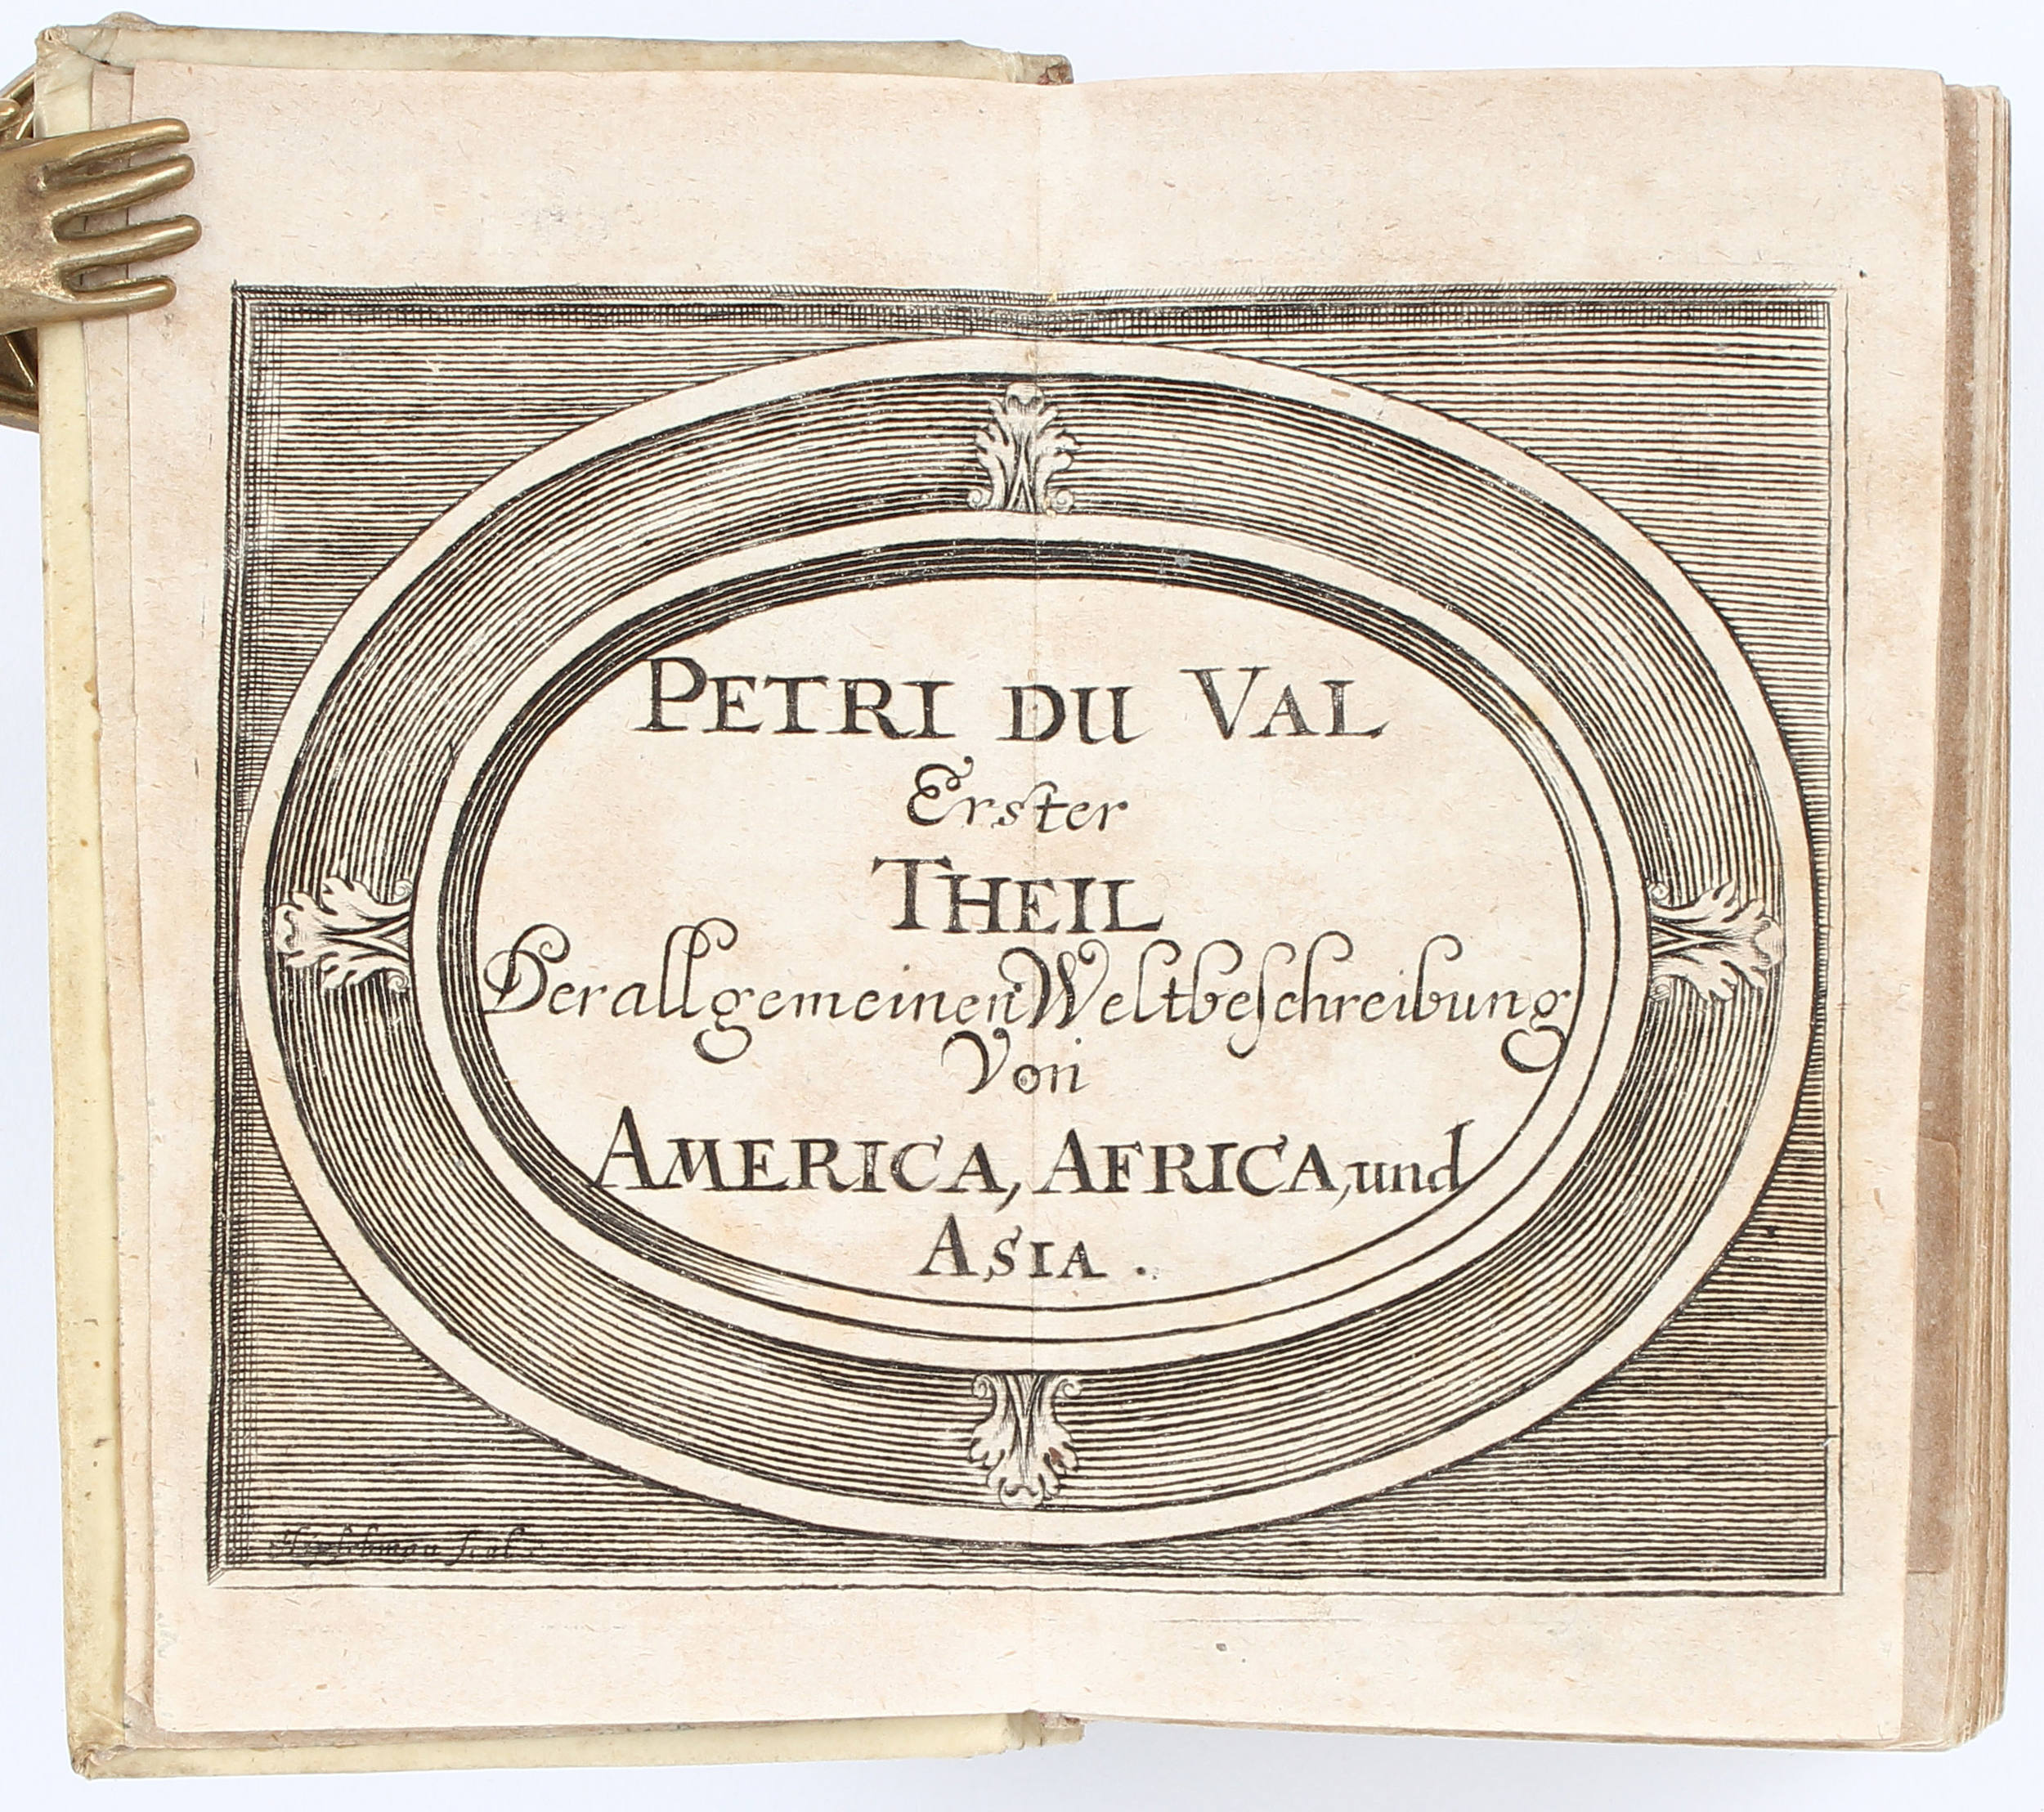 PETRI DU VAL
Erster
THEIL
Der allgemeinen Weltbeſchreibung
Von
AMERICA, AFRICA, und
ASIA.